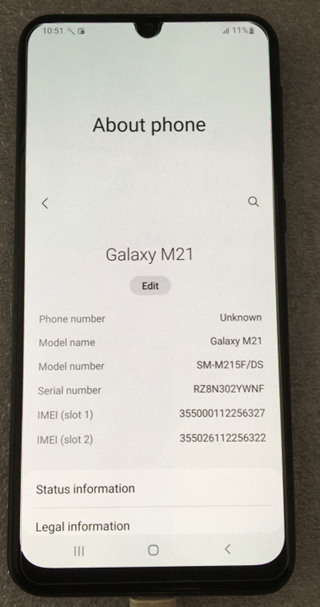 10:51 11%
About phone
Galaxy M21
Edit
Phone number Unknown
Model name Galaxy M21
Model number SM-M215F/DS
Serial number RZ8N302YWNF
IMEI (slot 1) 355000112256327
IMEI (slot 2) 355026112256322
Status information
Legal information